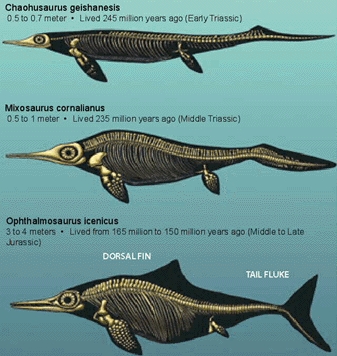 Chaohusaurus geishanesis
0.5 to 0.7 meter • Lived 245 million years ago (Early Triassic)
Mixosaurus cornalianus
0.5 to 1 meter • Lived 235 million years ago (Middle Triassic)
Ophthalmosaurus icenicus
3 to 4 meters • Lived from 165 million to 150 million years ago (Middle to Late
Jurassic)
DORSAL FIN
TAIL FLUKE